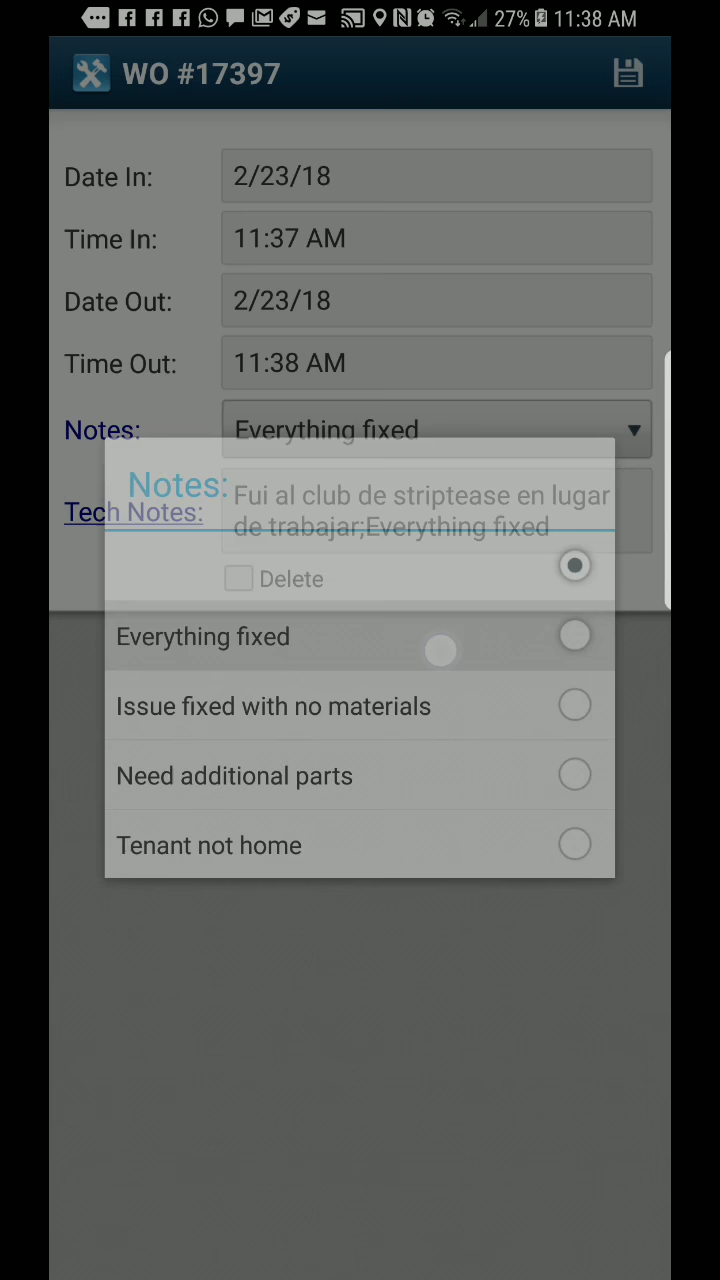 27% 11:38 AM
WO #17397
Date In: 2/23/18
Time In: 11:37 AM
Date Out: 2/23/18
Time Out: 11:38 AM
Notes: Everything fixed
Notes:
Tech Notes: Fui al club de striptease en lugar
de trabajar;Everything fixed
Delete
Everything fixed
Issue fixed with no materials
Need additional parts
Tenant not home